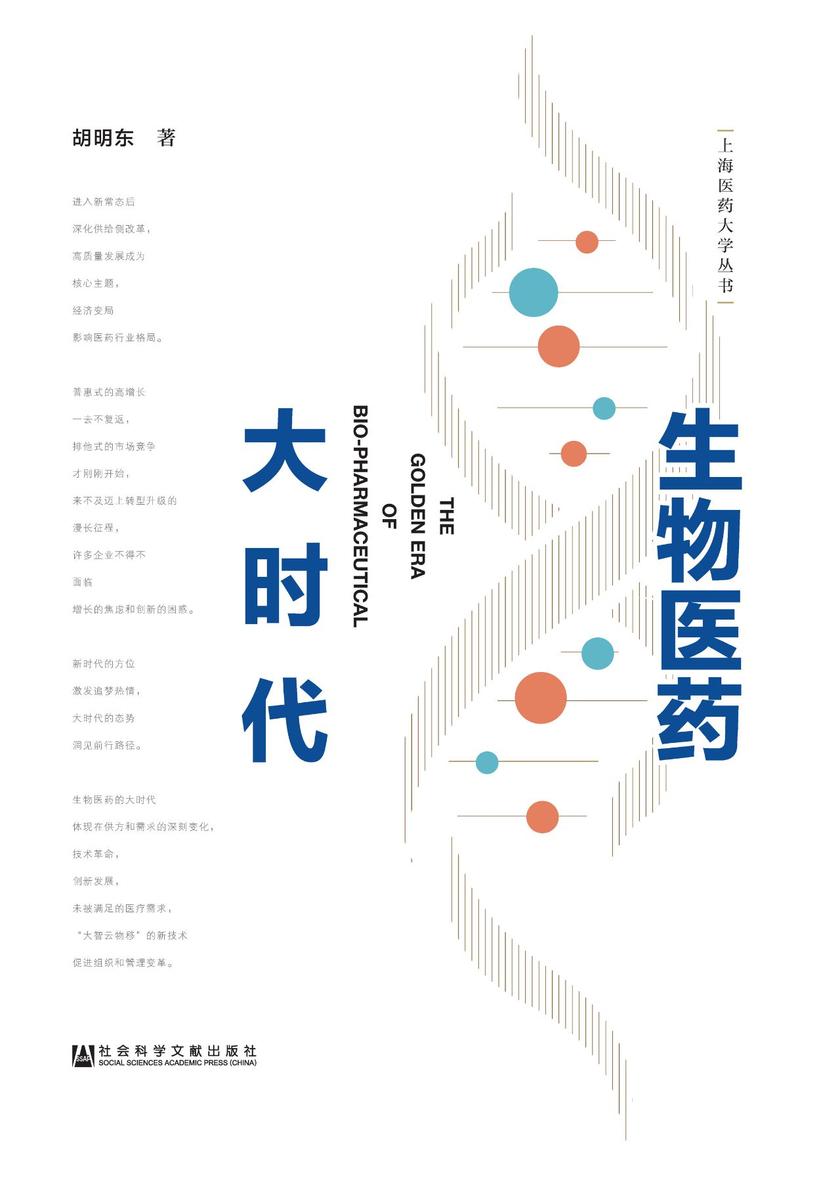 胡明东 著
上海医药大学丛书
生物医药
大时代
THE
GOLDEN ERA
OF
BIO-PHARMACEUTICAL
进入新常态后
深化供给侧改革，
高质量发展成为
核心主题，
经济变局
影响医药行业格局。
普惠式的高增长
一去不复返，
排他式的市场竞争
才刚刚开始，
来不及迈上转型升级的
漫长征程，
许多企业不得不
面临
增长的焦虑和创新的困惑。
新时代的方位
激发追梦热情，
大时代的态势
洞见前行路径。
生物医药的大时代
体现在供方和需求的深刻变化，
技术革命，
创新发展，
未被满足的医疗需求，
“大智云物移”的新技术
促进组织和管理变革。
SSAP
社会科学文献出版社
SOCIAL SCIENCES ACADEMIC PRESS (CHINA)